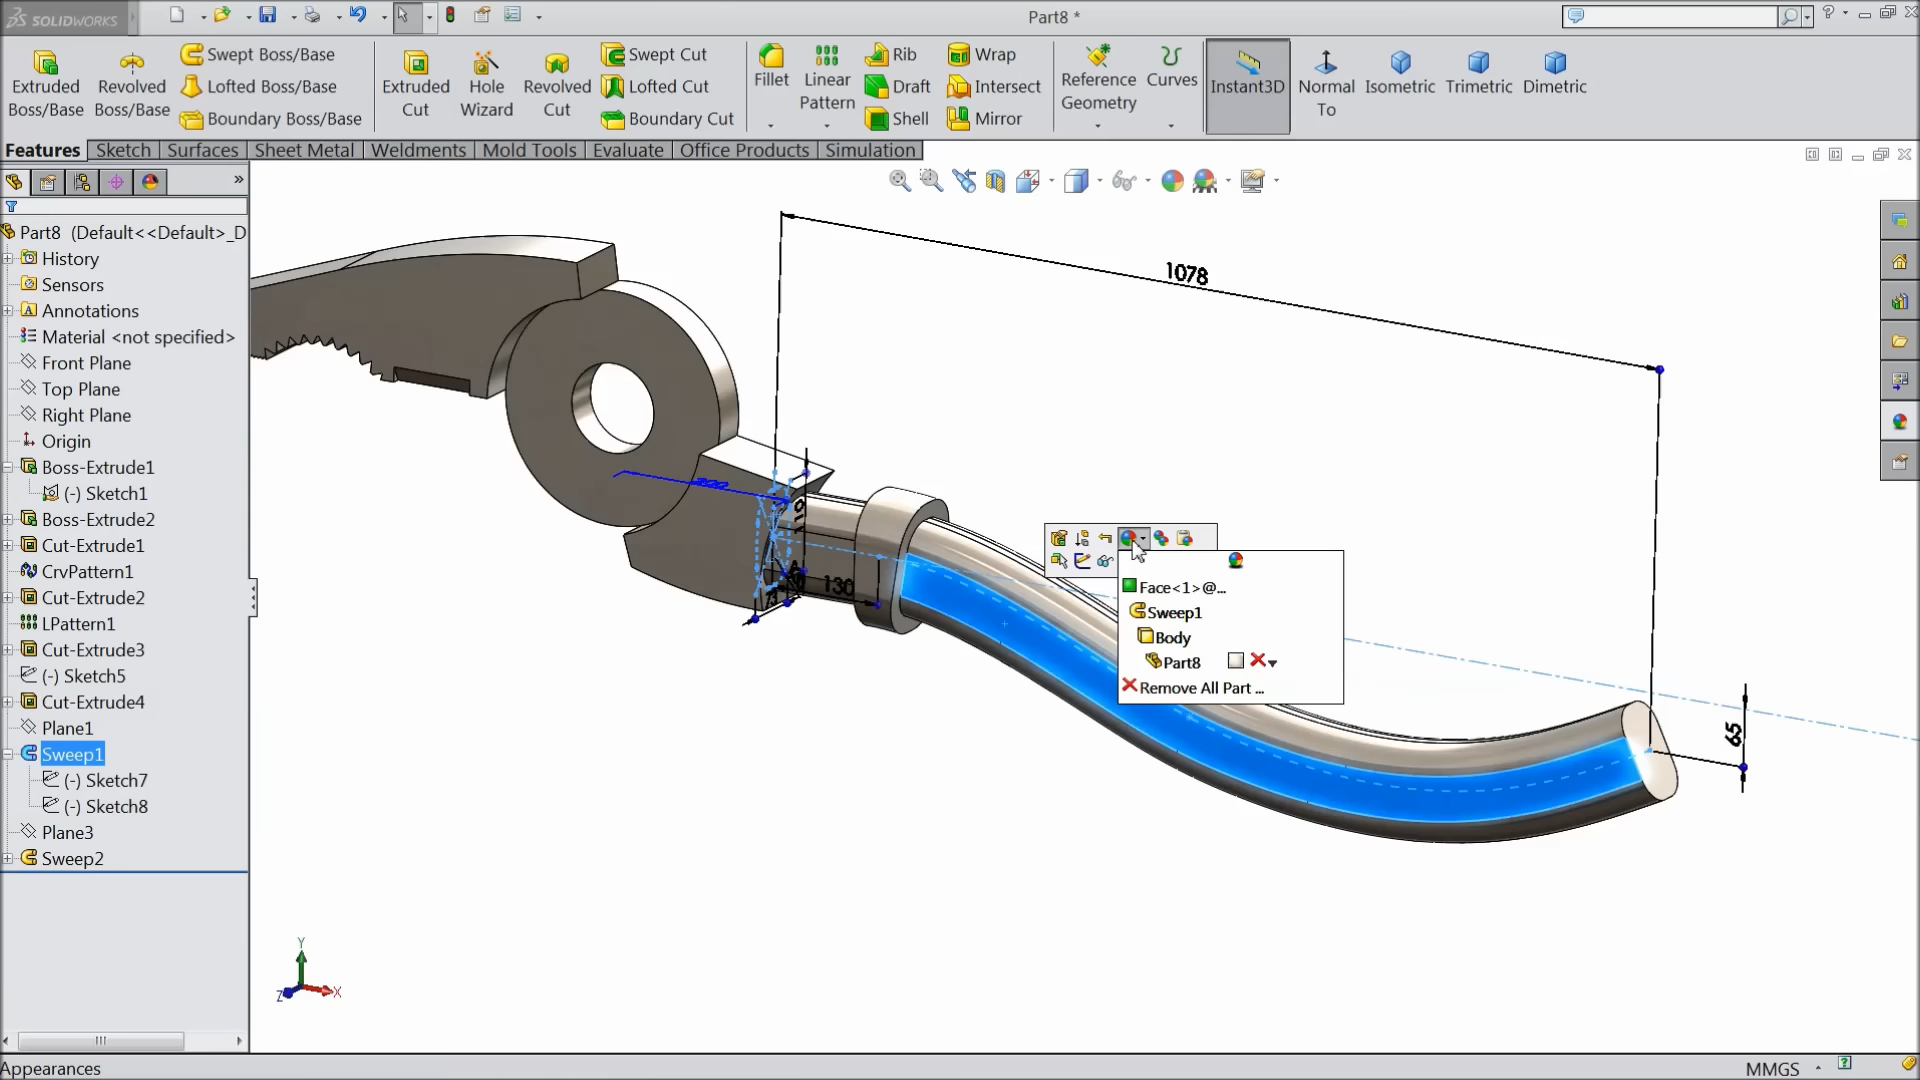 SOLIDWORKS
Part8 *
Extruded Boss/Base
Revolved Boss/Base
Swept Boss/Base
Lofted Boss/Base
Boundary Boss/Base
Extruded Cut
Hole Wizard
Revolved Cut
Swept Cut
Lofted Cut
Boundary Cut
Fillet
Linear Pattern
Rib
Draft
Shell
Wrap
Intersect
Mirror
Reference Geometry
Curves
Instant3D
Normal To
Isometric
Trimetric
Dimetric
Features
Sketch
Surfaces
Sheet Metal
Weldments
Mold Tools
Evaluate
Office Products
Simulation
Part8 (Default<<Default>_D
History
Sensors
Annotations
Material <not specified>
Front Plane
Top Plane
Right Plane
Origin
Boss-Extrude1
(-) Sketch1
Boss-Extrude2
Cut-Extrude1
CrvPattern1
Cut-Extrude2
LPattern1
Cut-Extrude3
(-) Sketch5
Cut-Extrude4
Plane1
Sweep1
(-) Sketch7
(-) Sketch8
Plane3
Sweep2
1078
130
65
Face<1>@...
Sweep1
Body
Part8
Remove All Part ...
Y
Z
X
Appearances
MMGS